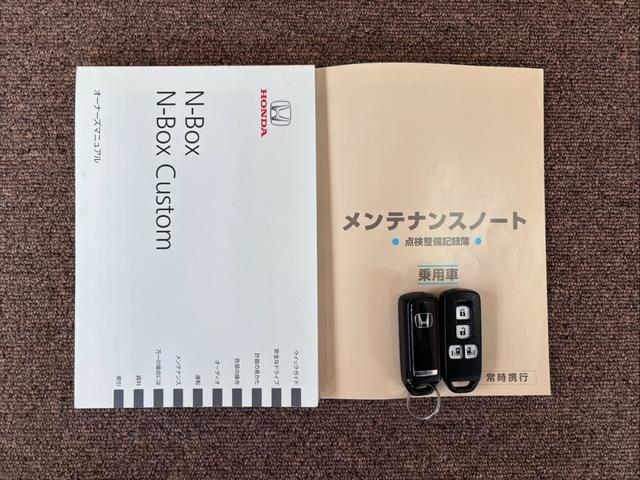 HONDA
N-Box
N-Box Custom
オーナーズマニュアル
クイックガイド
安全なドライブ
計器の見かた
各部の操作
オーディオ
運転
メンテナンス
万一の場合には
資料
索引
メンテナンスノート
点検整備記録簿
乗用車
常時携行